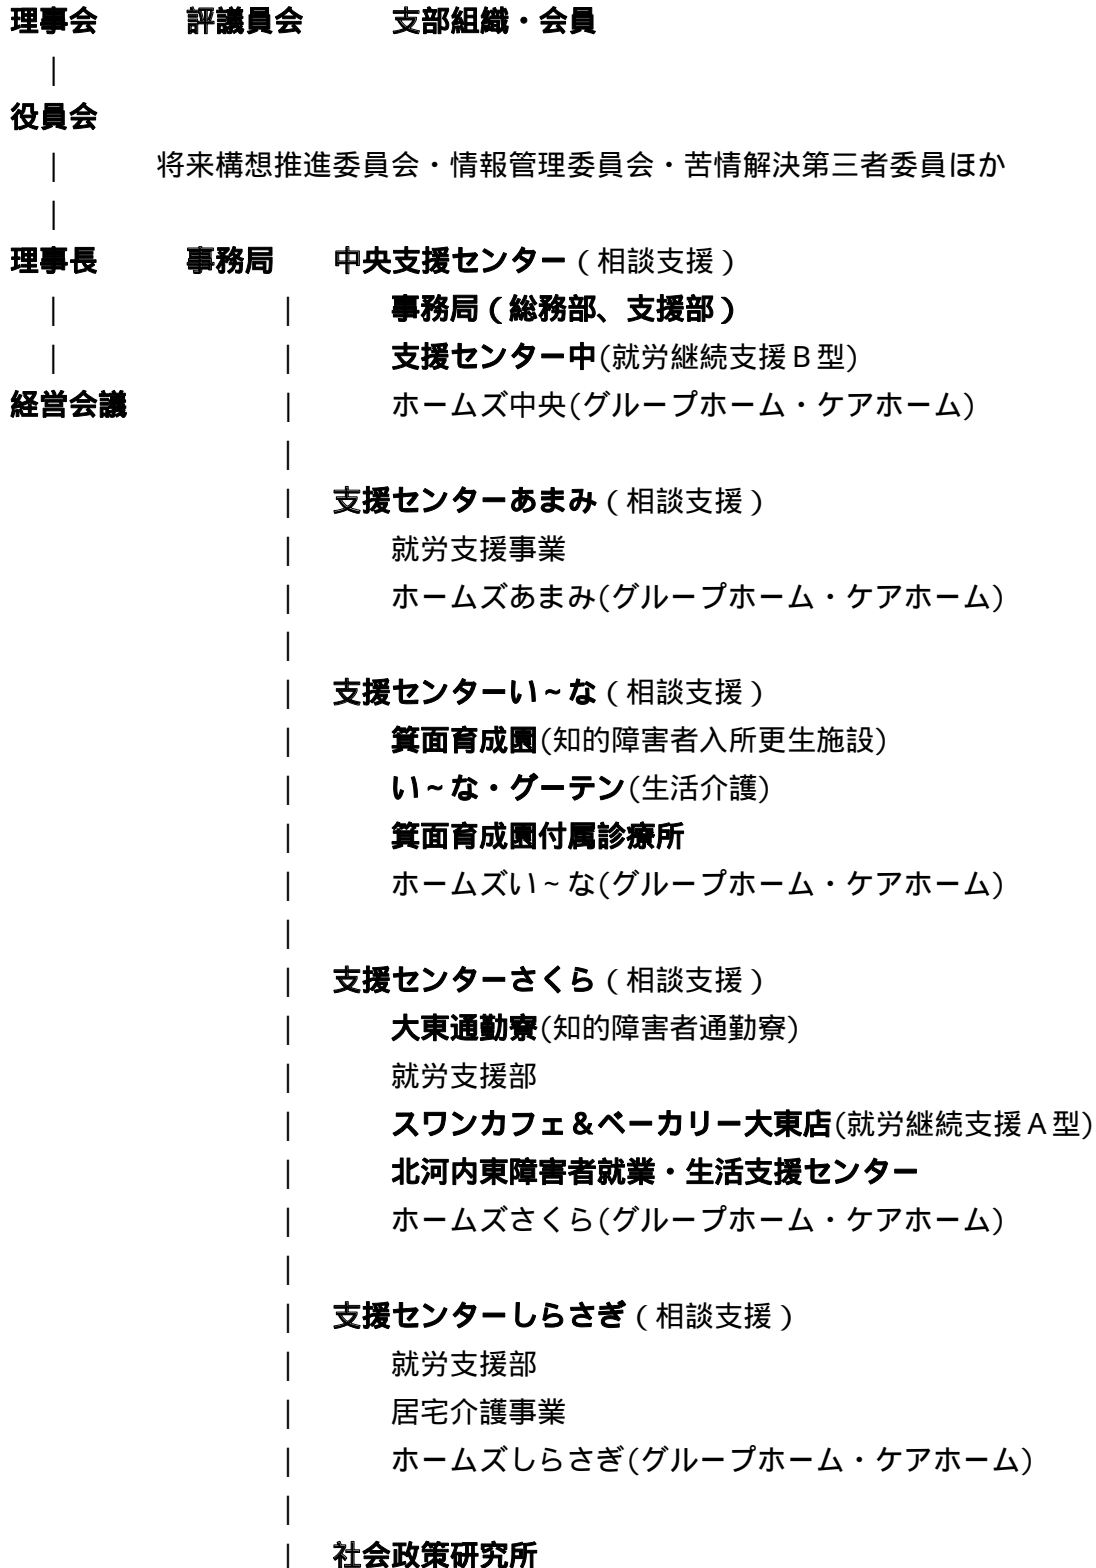 理事会　　　評議員会　　　支部組織・会員
｜
役員会
｜　　　将来構想推進委員会・情報管理委員会・苦情解決第三者委員ほか
｜
理事長　　　事務局　　中央支援センター（相談支援）
｜　　　　　　　　｜　　　事務局（総務部、支援部）
｜　　　　　　　　｜　　　支援センター中(就労継続支援Ｂ型)
経営会議　　　　　｜　　　ホームズ中央(グループホーム・ケアホーム)
｜
｜　支援センターあまみ（相談支援）
｜　　　就労支援事業
｜　　　ホームズあまみ(グループホーム・ケアホーム)
｜
｜　支援センターい～な（相談支援）
｜　　　箕面育成園(知的障害者入所更生施設)
｜　　　い～な・グーテン(生活介護)
｜　　　箕面育成園付属診療所
｜　　　ホームズい～な(グループホーム・ケアホーム)
｜
｜　支援センターさくら（相談支援）
｜　　　大東通勤寮(知的障害者通勤寮)
｜　　　就労支援部
｜　　　スワンカフェ＆ベーカリー大東店(就労継続支援Ａ型)
｜　　　北河内東障害者就業・生活支援センター
｜　　　ホームズさくら(グループホーム・ケアホーム)
｜
｜　支援センターしらさぎ（相談支援）
｜　　　就労支援部
｜　　　居宅介護事業
｜　　　ホームズしらさぎ(グループホーム・ケアホーム)
｜
｜　社会政策研究所